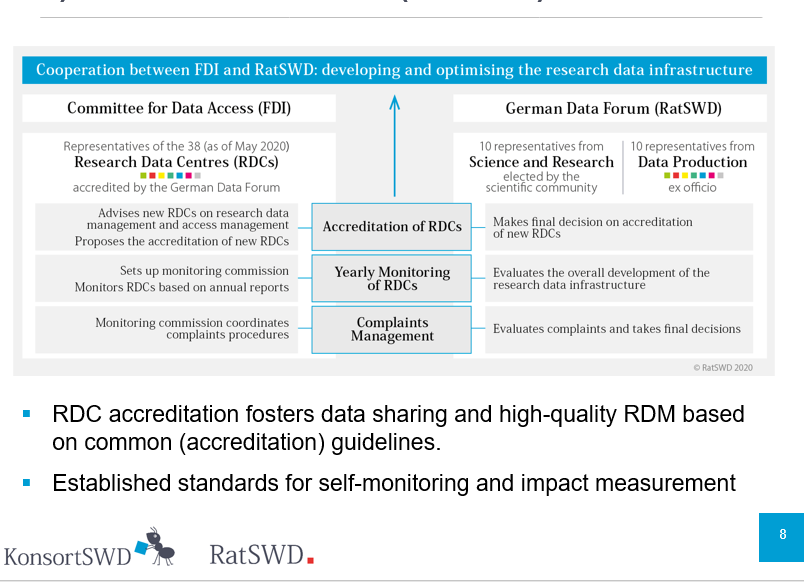 Cooperation between FDI and RatSWD: developing and optimising the research data infrastructure
Committee for Data Access (FDI)
German Data Forum (RatSWD)
Representatives of the 38 (as of May 2020)
Research Data Centres (RDCs)
accredited by the German Data Forum
10 representatives from
Science and Research
elected by the
scientific community
10 representatives from
Data Production
ex officio
Advises new RDCs on research data
management and access management
Proposes the accreditation of new RDCs
Accreditation of RDCs
Makes final decision on accreditation
of new RDCs
Sets up monitoring commission
Monitors RDCs based on annual reports
Yearly Monitoring
of RDCs
Evaluates the overall development of the
research data infrastructure
Monitoring commission coordinates
complaints procedures
Complaints
Management
Evaluates complaints and takes final decisions
© RatSWD 2020
RDC accreditation fosters data sharing and high-quality RDM based
on common (accreditation) guidelines.
Established standards for self-monitoring and impact measurement
KonsortSWD
RatSWD
8